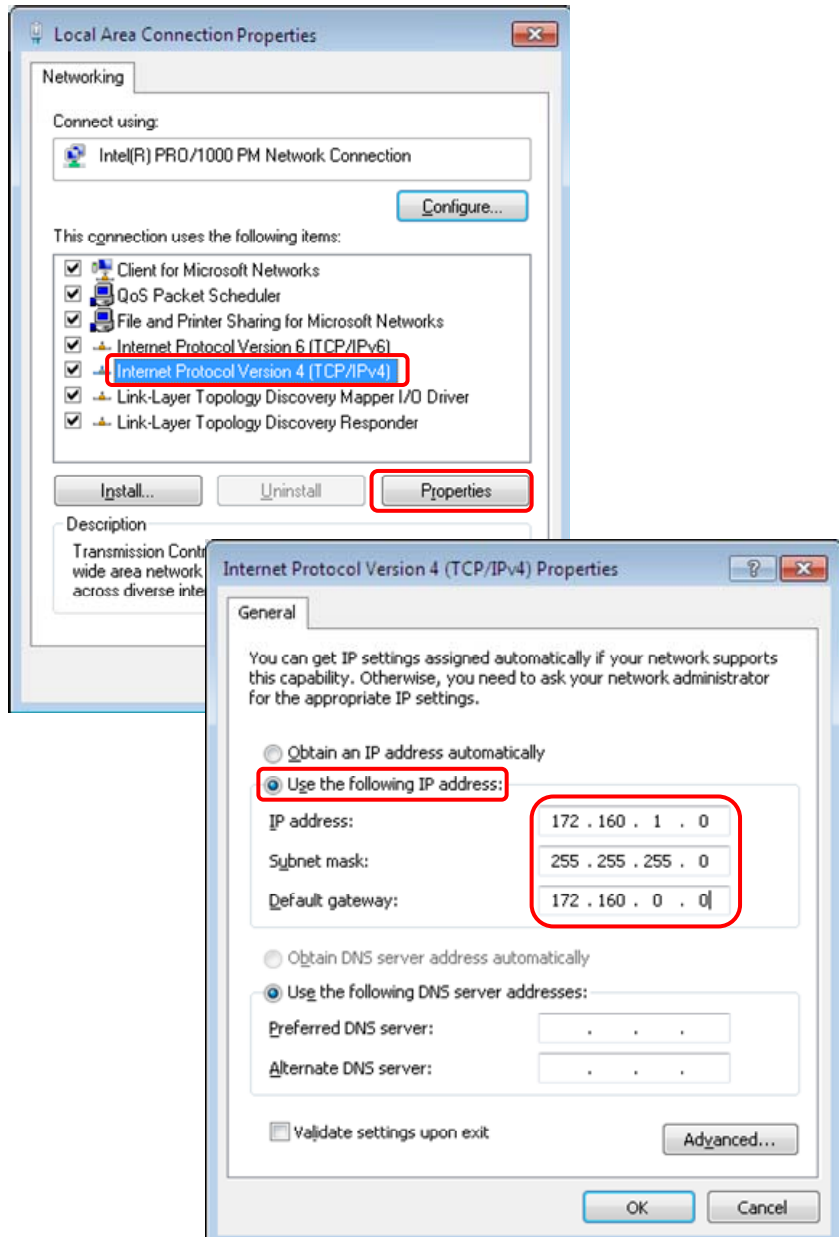 Local Area Connection Properties
Networking
Connect using:
Intel(R) PRO/1000 PM Network Connection
Configure...
This connection uses the following items:
Client for Microsoft Networks
QoS Packet Scheduler
File and Printer Sharing for Microsoft Networks
Internet Protocol Version 6 (TCP/IPv6)
Internet Protocol Version 4 (TCP/IPv4)
Link-Layer Topology Discovery Mapper I/O Driver
Link-Layer Topology Discovery Responder
Install... Uninstall Properties
Description
Transmission Cont
wide area network
across diverse inte
Internet Protocol Version 4 (TCP/IPv4) Properties
General
You can get IP settings assigned automatically if your network supports
this capability. Otherwise, you need to ask your network administrator
for the appropriate IP settings.
Obtain an IP address automatically
Use the following IP address:
IP address: 172 . 160 . 1 . 0
Subnet mask: 255 . 255 . 255 . 0
Default gateway: 172 . 160 . 0 . 0
Obtain DNS server address automatically
Use the following DNS server addresses:
Preferred DNS server: . . .
Alternate DNS server: . . .
Validate settings upon exit
Advanced...
OK Cancel